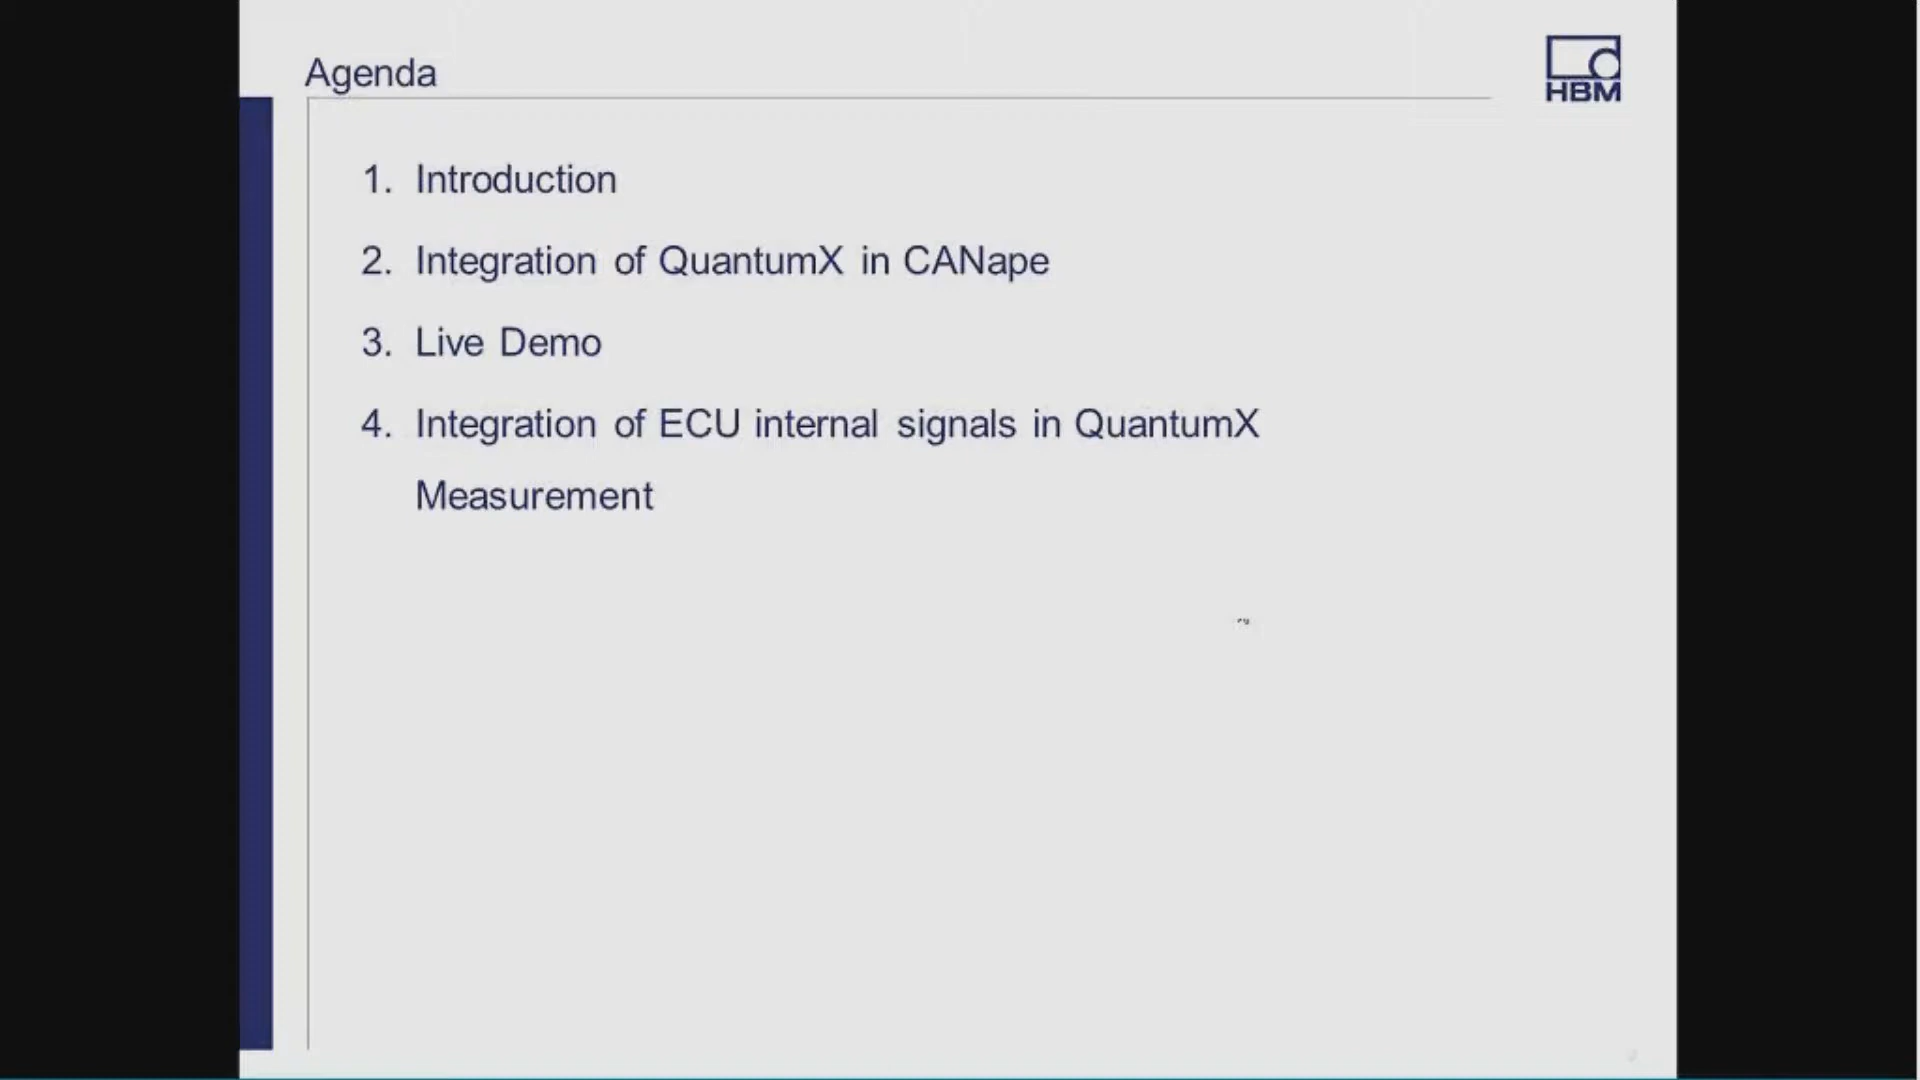 Agenda
HBM
1. Introduction
2. Integration of QuantumX in CANape
3. Live Demo
4. Integration of ECU internal signals in QuantumX
Measurement